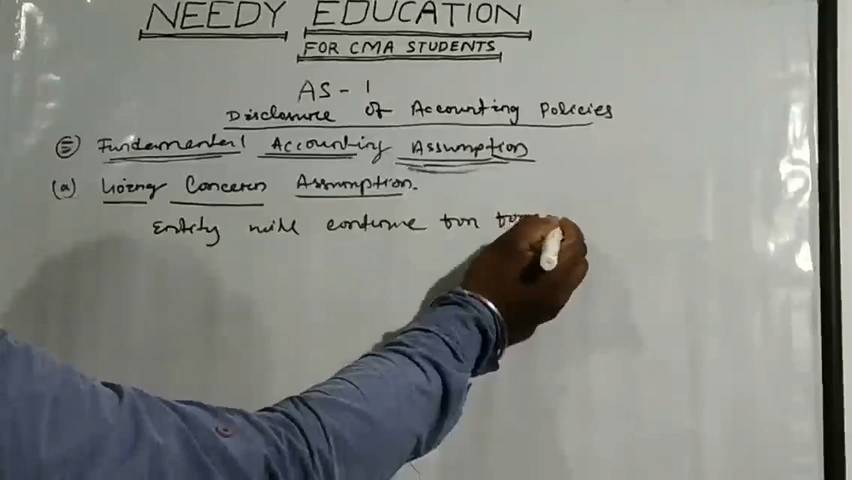 NEEDY EDUCATION
FOR CMA STUDENTS
AS - 1
Disclosure of Accounting Policies
(E) Fundamental Accounting Assumption
(a) Going Concern Assumption.
Entity will continue for